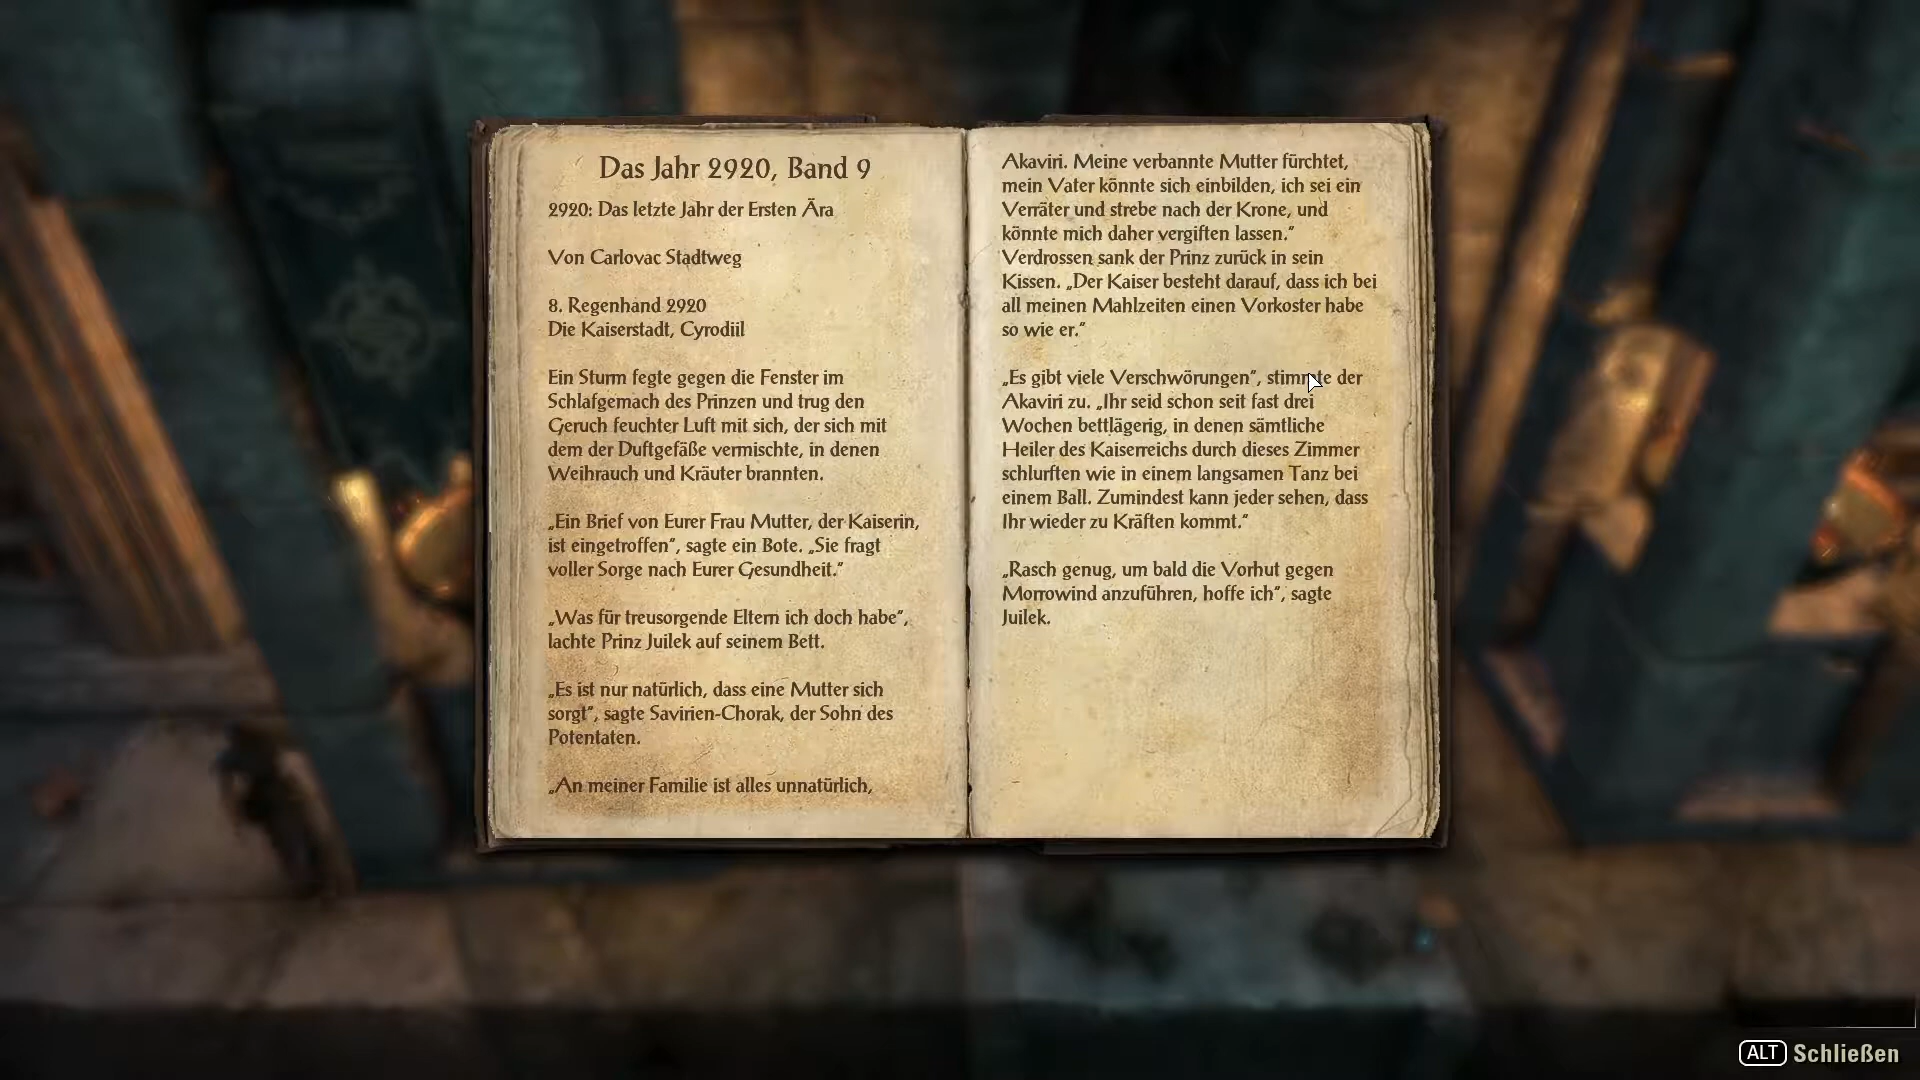 Das Jahr 2920, Band 9
2920: Das letzte Jahr der Ersten Ära
Von Carlovac Stadtweg
8. Regenhand 2920
Die Kaiserstadt, Cyrodiil
Ein Sturm fegte gegen die Fenster im
Schlafgemach des Prinzen und trug den
Geruch feuchter Luft mit sich, der sich mit
dem der Duftgefäße vermischte, in denen
Weihrauch und Kräuter brannten.
„Ein Brief von Eurer Frau Mutter, der Kaiserin,
ist eingetroffen”, sagte ein Bote. „Sie fragt
voller Sorge nach Eurer Gesundheit.”
„Was für treusorgende Eltern ich doch habe”,
lachte Prinz Juilek auf seinem Bett.
„Es ist nur natürlich, dass eine Mutter sich
sorgt”, sagte Savirien-Chorak, der Sohn des
Potentaten.
„An meiner Familie ist alles unnatürlich,
Akaviri. Meine verbannte Mutter fürchtet,
mein Vater könnte sich einbilden, ich sei ein
Verräter und strebe nach der Krone, und
könnte mich daher vergiften lassen.”
Verdrossen sank der Prinz zurück in sein
Kissen. „Der Kaiser besteht darauf, dass ich bei
all meinen Mahlzeiten einen Vorkoster habe
so wie er.”
„Es gibt viele Verschwörungen”, stimmte der
Akaviri zu. „Ihr seid schon seit fast drei
Wochen bettlägerig, in denen sämtliche
Heiler des Kaiserreichs durch dieses Zimmer
schlurften wie in einem langsamen Tanz bei
einem Ball. Zumindest kann jeder sehen, dass
Ihr wieder zu Kräften kommt.”
„Rasch genug, um bald die Vorhut gegen
Morrowind anzuführen, hoffe ich”, sagte
Juilek.
ALT Schließen